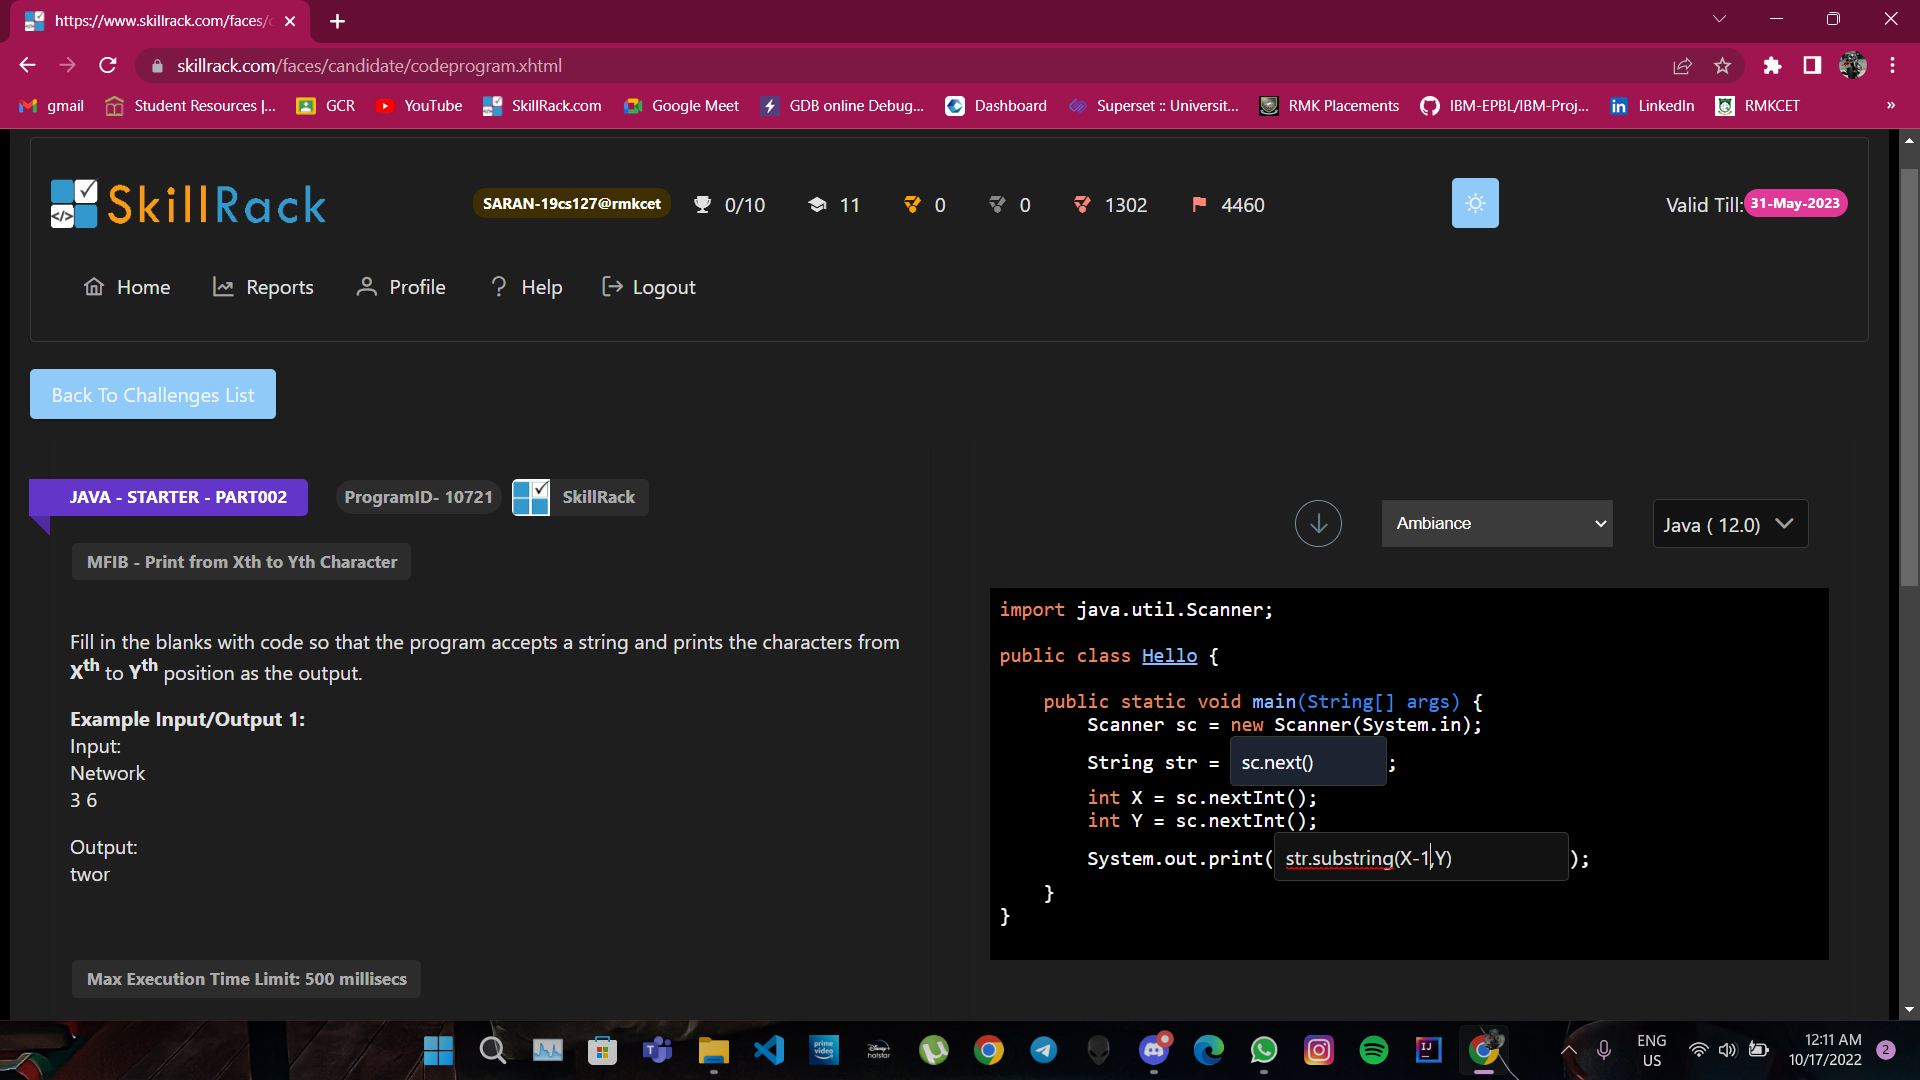 https://www.skillrack.com/faces/c
skillrack.com/faces/candidate/codeprogram.xhtml
gmail Student Resources |... GCR YouTube SkillRack.com Google Meet GDB online Debug... Dashboard Superset :: Universit... RMK Placements IBM-EPBL/IBM-Proj... LinkedIn RMKCET »
SkillRack SARAN-19cs127@rmkcet 0/10 11 0 0 1302 4460 Valid Till: 31-May-2023
Home Reports Profile Help Logout
Back To Challenges List
JAVA - STARTER - PART002 ProgramID- 10721 SkillRack
Ambiance Java ( 12.0)
MFIB - Print from Xth to Yth Character
Fill in the blanks with code so that the program accepts a string and prints the characters from
Xth to Yth position as the output.
Example Input/Output 1:
Input:
Network
3 6
Output:
twor
Max Execution Time Limit: 500 millisecs
import java.util.Scanner;
public class Hello {
public static void main(String[] args) {
Scanner sc = new Scanner(System.in);
String str = sc.next() ;
int X = sc.nextInt();
int Y = sc.nextInt();
System.out.print( str.substring(X-1,Y) );
}
}
prime video
Disney+ hotstar
IJ
ENG
US
12:11 AM
10/17/2022
2